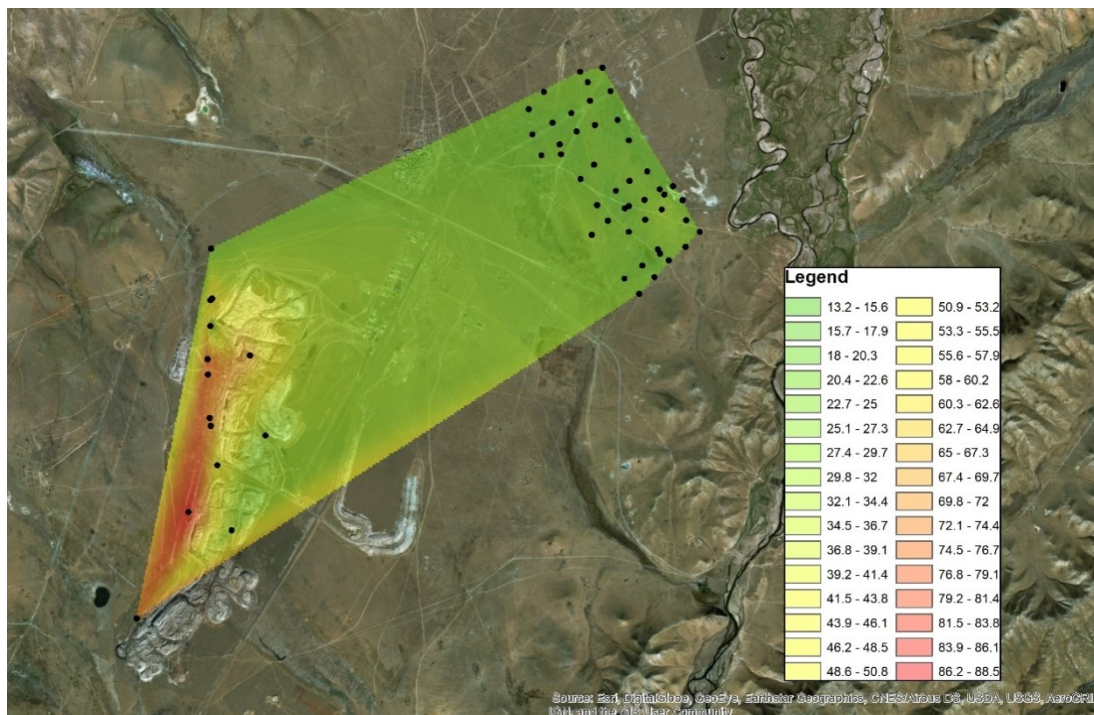 Legend
13.2 - 15.6
15.7 - 17.9
18 - 20.3
20.4 - 22.6
22.7 - 25
25.1 - 27.3
27.4 - 29.7
29.8 - 32
32.1 - 34.4
34.5 - 36.7
36.8 - 39.1
39.2 - 41.4
41.5 - 43.8
43.9 - 46.1
46.2 - 48.5
48.6 - 50.8
50.9 - 53.2
53.3 - 55.5
55.6 - 57.9
58 - 60.2
60.3 - 62.6
62.7 - 64.9
65 - 67.3
67.4 - 69.7
69.8 - 72
72.1 - 74.4
74.5 - 76.7
76.8 - 79.1
79.2 - 81.4
81.5 - 83.8
83.9 - 86.1
86.2 - 88.5
Source: Esri, DigitalGlobe, GeoEye, Earthstar Geographics, CNES/Airbus DS, USDA, USGS, AeroGRI
IGN, and the GIS User Community